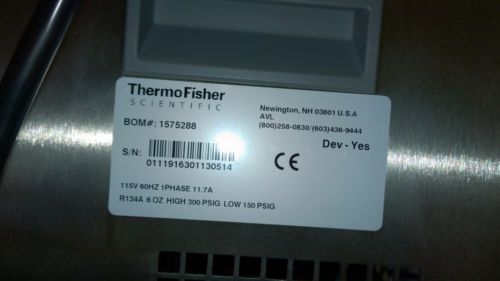 ThermoFisher
SCIENTIFIC
Newington, NH 03801 U.S.A
AVL
(800)258-0830/(603)436-9444
BOM#: 1575288
Dev - Yes
S/N:
0111916301130514
CE
115V 60HZ 1PHASE 11.7A
R134A 6 OZ HIGH 300 PSIG LOW 150 PSIG